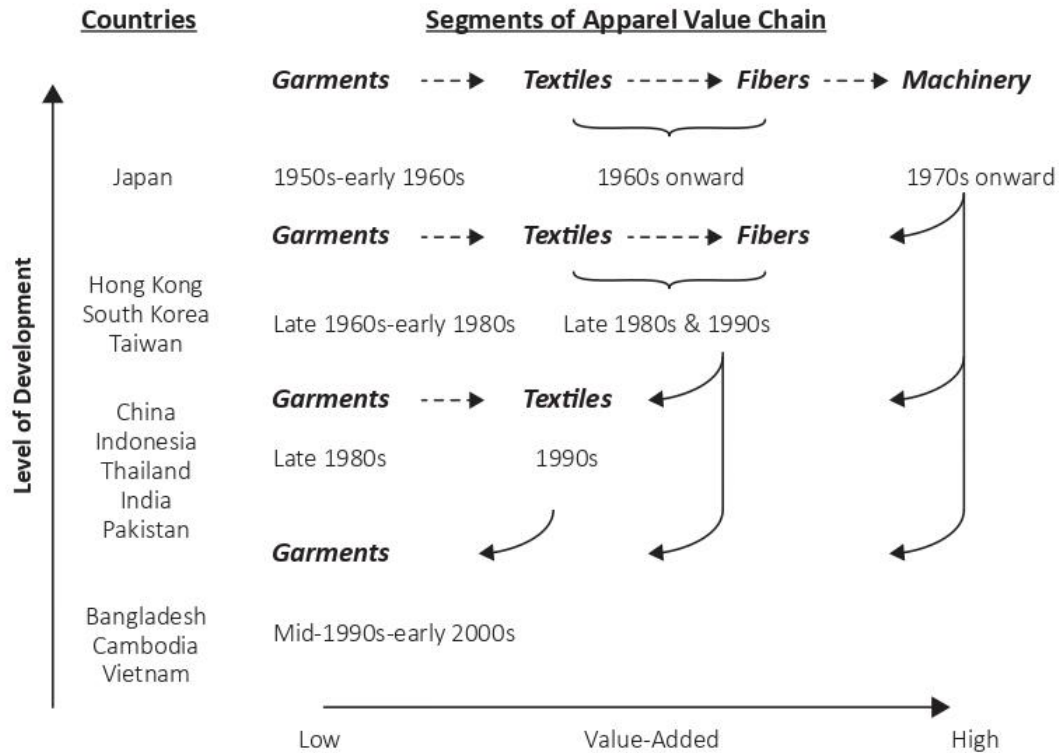 Countries
Segments of Apparel Value Chain
Garments Textiles Fibers Machinery
Japan 1950s-early 1960s 1960s onward 1970s onward
Garments Textiles Fibers
Hong Kong
South Korea
Taiwan
Late 1960s-early 1980s Late 1980s & 1990s
Garments Textiles
China
Indonesia
Thailand
India
Pakistan
Late 1980s 1990s
Garments
Bangladesh
Cambodia
Vietnam
Mid-1990s-early 2000s
Level of Development
Low Value-Added High